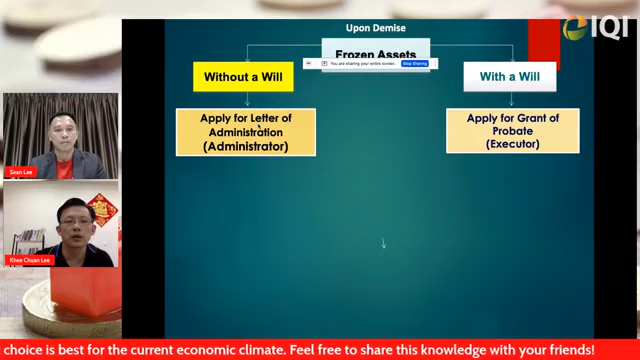 Upon Demise
IQI
Frozen Assets
You are sharing your entire screen.
Stop Sharing
Without a Will
With a Will
Apply for Letter of
Administration
(Administrator)
Apply for Grant of
Probate
(Executor)
Sean Lee
Khee Chuan Lee
choice is best for the current economic climate. Feel free to share this knowledge with your friends!